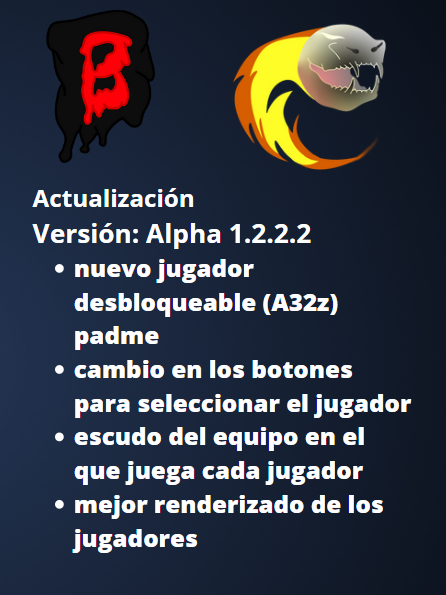 B
Actualización
Versión: Alpha 1.2.2.2
• nuevo jugador
desbloqueable (A32z)
padme
• cambio en los botones
para seleccionar el jugador
• escudo del equipo en el
que juega cada jugador
• mejor renderizado de los
jugadores